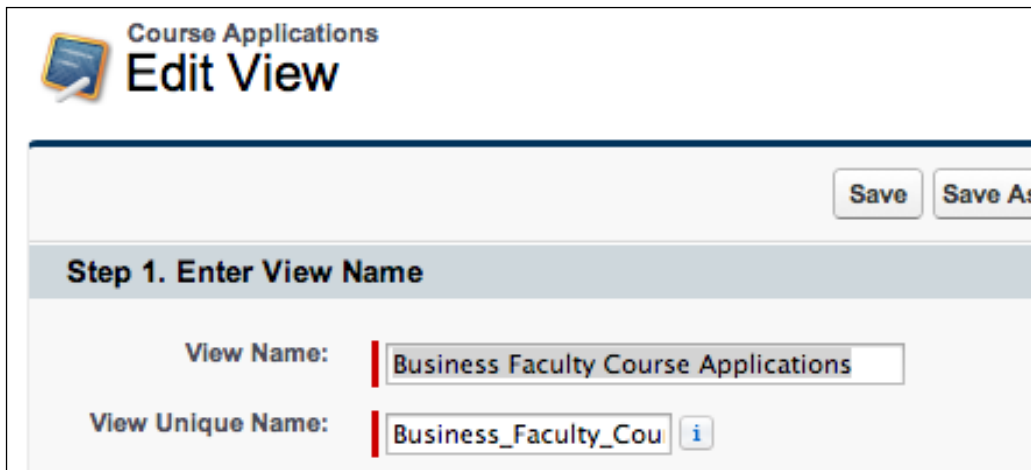 Course Applications
Edit View
Save Save As
Step 1. Enter View Name
View Name: Business Faculty Course Applications
View Unique Name: Business_Faculty_Cou i